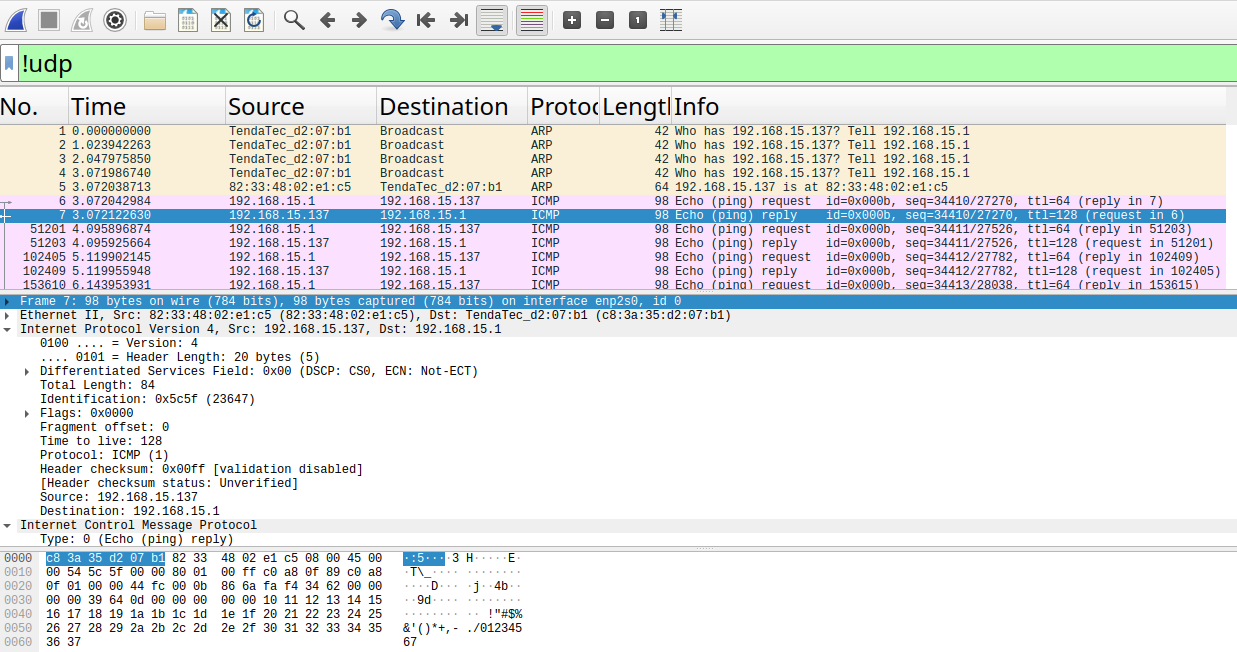 !udp
No. Time Source Destination Protoc Lengtl Info
1 0.000000000 TendaTec_d2:07:b1 Broadcast ARP 42 Who has 192.168.15.137? Tell 192.168.15.1
2 1.023942263 TendaTec_d2:07:b1 Broadcast ARP 42 Who has 192.168.15.137? Tell 192.168.15.1
3 2.047975850 TendaTec_d2:07:b1 Broadcast ARP 42 Who has 192.168.15.137? Tell 192.168.15.1
4 3.071986740 TendaTec_d2:07:b1 Broadcast ARP 42 Who has 192.168.15.137? Tell 192.168.15.1
5 3.072038713 82:33:48:02:e1:c5 TendaTec_d2:07:b1 ARP 64 192.168.15.137 is at 82:33:48:02:e1:c5
6 3.072042984 192.168.15.1 192.168.15.137 ICMP 98 Echo (ping) request id=0x000b, seq=34410/27270, ttl=64 (reply in 7)
7 3.072122630 192.168.15.137 192.168.15.1 ICMP 98 Echo (ping) reply id=0x000b, seq=34410/27270, ttl=128 (request in 6)
51201 4.095896874 192.168.15.1 192.168.15.137 ICMP 98 Echo (ping) request id=0x000b, seq=34411/27526, ttl=64 (reply in 51203)
51203 4.095925664 192.168.15.137 192.168.15.1 ICMP 98 Echo (ping) reply id=0x000b, seq=34411/27526, ttl=128 (request in 51201)
102405 5.119902145 192.168.15.1 192.168.15.137 ICMP 98 Echo (ping) request id=0x000b, seq=34412/27782, ttl=64 (reply in 102409)
102409 5.119955948 192.168.15.137 192.168.15.1 ICMP 98 Echo (ping) reply id=0x000b, seq=34412/27782, ttl=128 (request in 102405)
153610 6.143953931 192.168.15.1 192.168.15.137 ICMP 98 Echo (ping) request id=0x000b, seq=34413/28038, ttl=64 (reply in 153615)
Frame 7: 98 bytes on wire (784 bits), 98 bytes captured (784 bits) on interface enp2s0, id 0
Ethernet II, Src: 82:33:48:02:e1:c5 (82:33:48:02:e1:c5), Dst: TendaTec_d2:07:b1 (c8:3a:35:d2:07:b1)
Internet Protocol Version 4, Src: 192.168.15.137, Dst: 192.168.15.1
0100 .... = Version: 4
.... 0101 = Header Length: 20 bytes (5)
Differentiated Services Field: 0x00 (DSCP: CS0, ECN: Not-ECT)
Total Length: 84
Identification: 0x5c5f (23647)
Flags: 0x0000
Fragment offset: 0
Time to live: 128
Protocol: ICMP (1)
Header checksum: 0x00ff [validation disabled]
[Header checksum status: Unverified]
Source: 192.168.15.137
Destination: 192.168.15.1
Internet Control Message Protocol
Type: 0 (Echo (ping) reply)
0000 c8 3a 35 d2 07 b1 82 33 48 02 e1 c5 08 00 45 00 ·:5····3 H·····E·
0010 00 54 5c 5f 00 00 80 01 00 ff c0 a8 0f 89 c0 a8 ·T\_···· ········
0020 0f 01 00 00 44 fc 00 0b 86 6a fa f4 34 62 00 00 ····D··· ·j··4b··
0030 00 00 39 64 0d 00 00 00 00 00 10 11 12 13 14 15 ··9d···· ········
0040 16 17 18 19 1a 1b 1c 1d 1e 1f 20 21 22 23 24 25 ········ ·· !"#$%
0050 26 27 28 29 2a 2b 2c 2d 2e 2f 30 31 32 33 34 35 &'()*+,- ./012345
0060 36 37 67